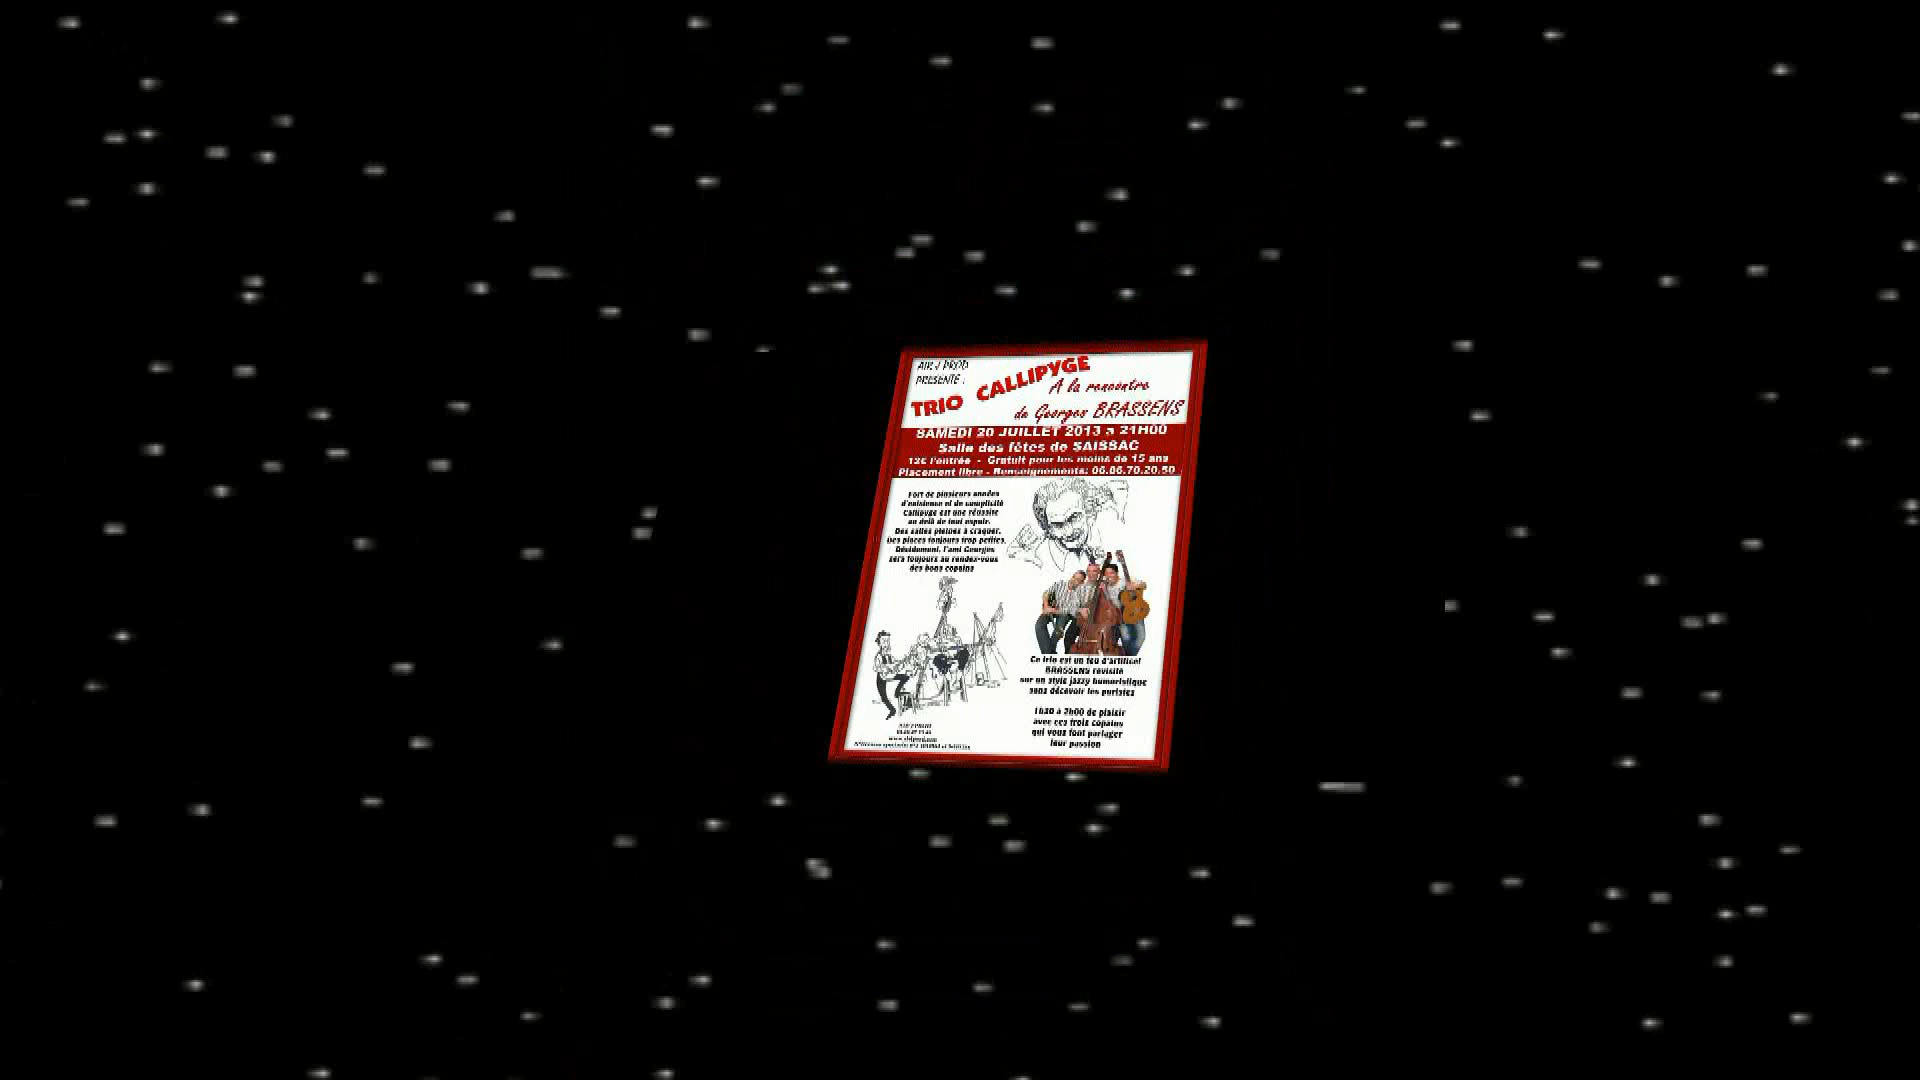 AIR J PROD
PRESENTE :
TRIO CALLIPYGE
A la rencontre
de Georges BRASSENS
SAMEDI 20 JUILLET 2013 a 21H00
Salle des fêtes de SAISSAC
12€ l'entrée - Gratuit pour les moins de 15 ans
Placement libre - Renseignements: 06.86.70.20.50
Fort de plusieurs années
d'existence et de complicité
Callipyge est une réussite
au delà de tout espoir.
Des salles pleines à craquer.
Des places toujours trop petites.
Décidément, l'ami Georges
sera toujours au rendez-vous
des bons copains
Ce trio est un feu d'artifice!
BRASSENS revisité
sur un style jazzy humoristique
sans décevoir les puristes
1h30 à 2h00 de plaisir
avec ces trois copains
qui vous font partager
leur passion